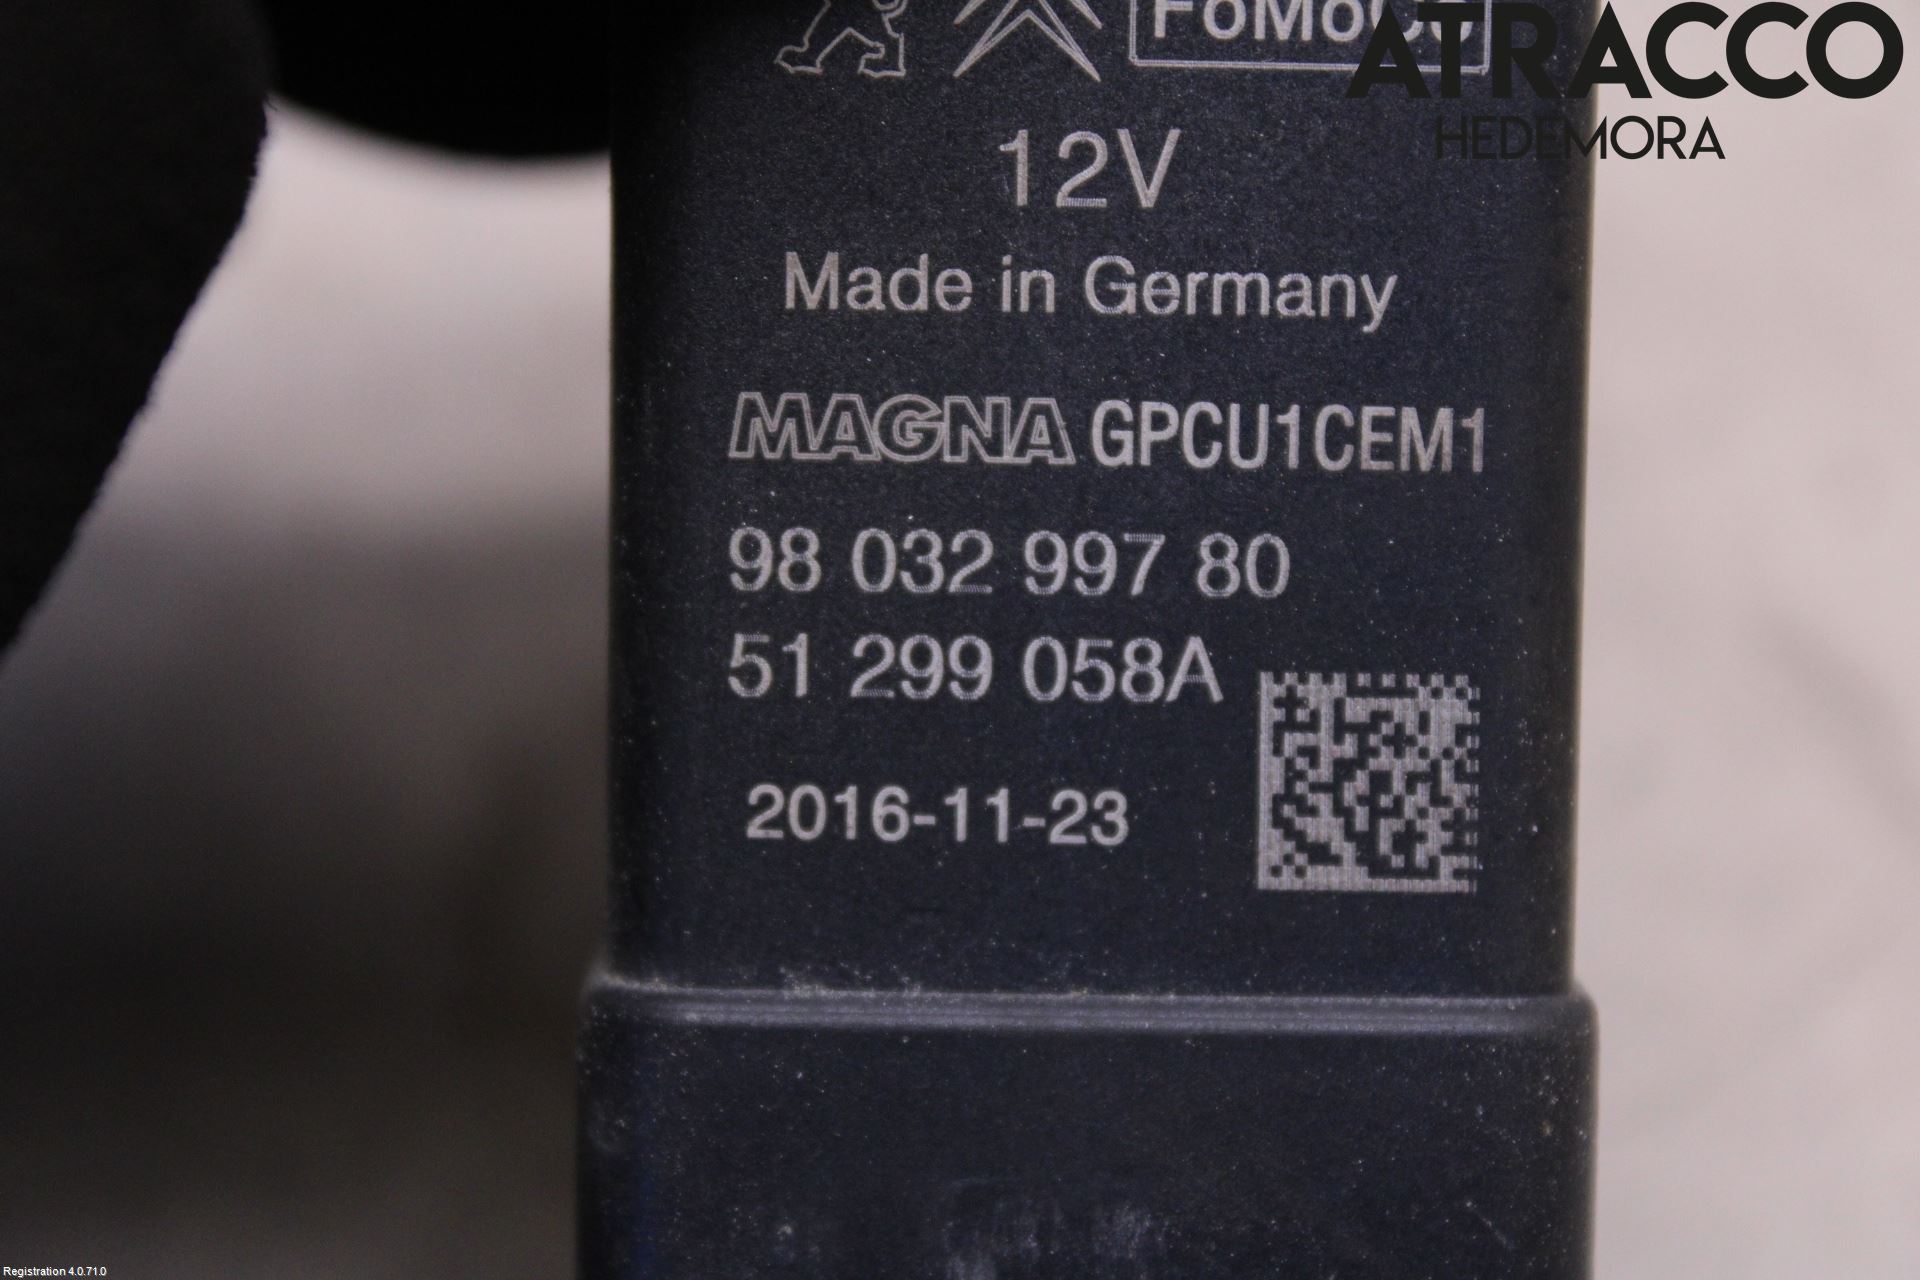 FoMoCo
ATRACCO
HEDEMORA
12V
Made in Germany
MAGNA GPCU1CEM1
98 032 997 80
51 299 058A
2016-11-23
Registration 4.0.71.0